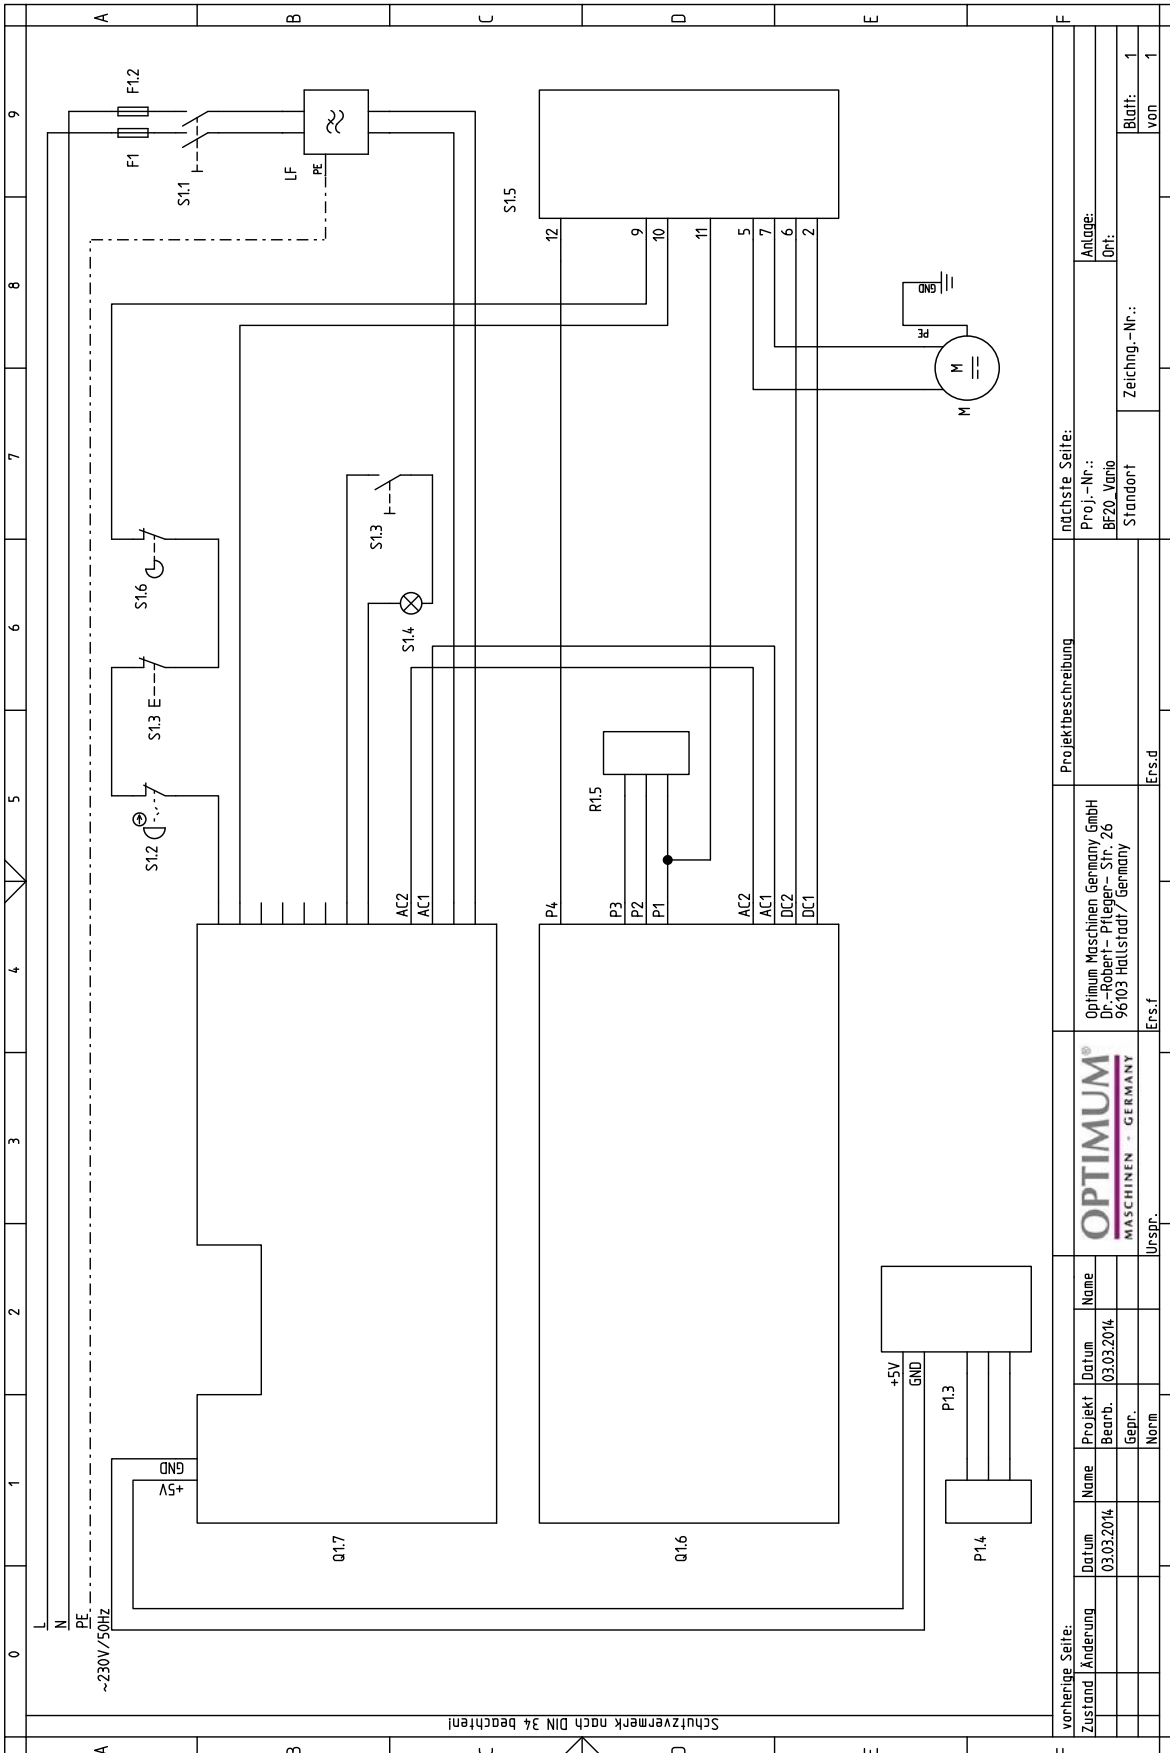 0 1 2 3 4 5 6 7 8 9
A
B
C
D
E
F
L
N
PE
~230V/50Hz
F1
F1.2
S1.1
LF
PE
S1.2
S1.3
S1.6
S1.3
S1.4
S1.5
12
9
10
11
5
7
6
2
GND
+5V
AC2
AC1
Q1.7
P4
P3
P2
P1
AC2
AC1
DC2
DC1
Q1.6
R1.5
M
M
PE
GND
+5V
GND
P1.3
P1.4
Schutzvermerk nach DIN 34 beachten!
A
B
C
D
E
F
vorherige Seite:
Projektbeschreibung
nächste Seite:
Zustand Änderung Datum Name Projekt Datum Name
03.03.2014
Bearb. 03.03.2014
Gepr.
Norm
Urspr.
Ers.f
Ers.d
OPTIMUM®
MASCHINEN - GERMANY
Optimum Maschinen Germany GmbH
Dr.-Robert- Pfleger- Str. 26
96103 Hallstadt/ Germany
Proj.-Nr.:
BF20_Vario
Anlage:
Ort:
Standort
Zeichng.-Nr.:
Blatt: 1
von 1